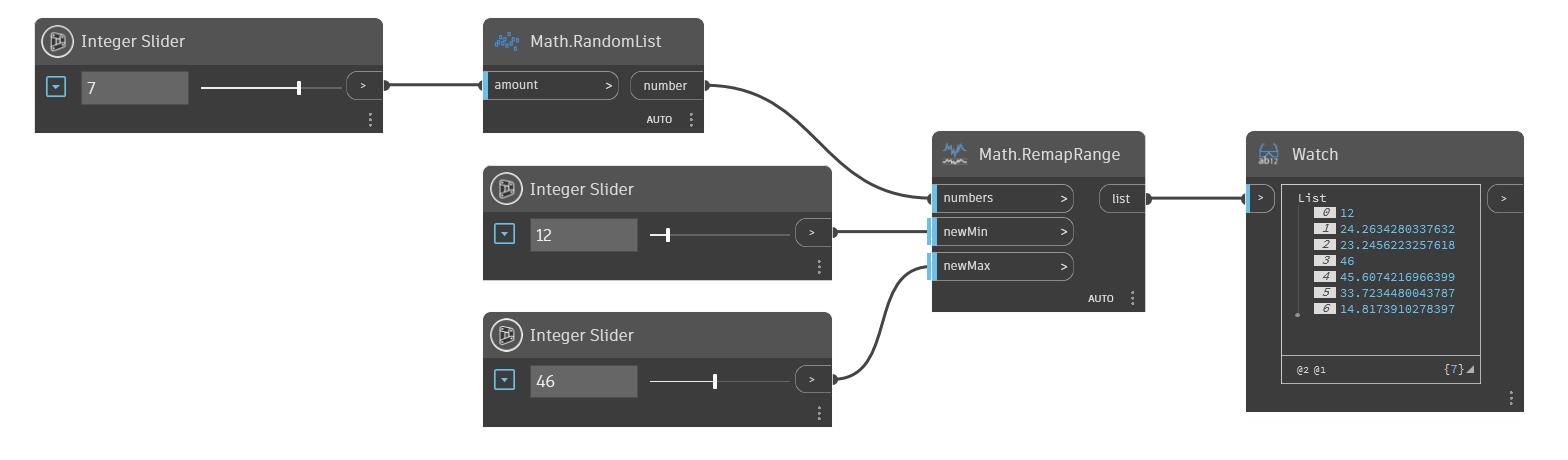 Integer Slider
7
>
Math.RandomList
amount >
number
AUTO
Integer Slider
12
>
Integer Slider
46
>
Math.RemapRange
numbers >
list
newMin >
newMax >
AUTO
ab12
Watch
>
>
List
0 12
1 24.2634280337632
2 23.2456223257618
3 46
4 45.6074216966399
5 33.7234480043787
6 14.8173910278397
@2 @1 {7}